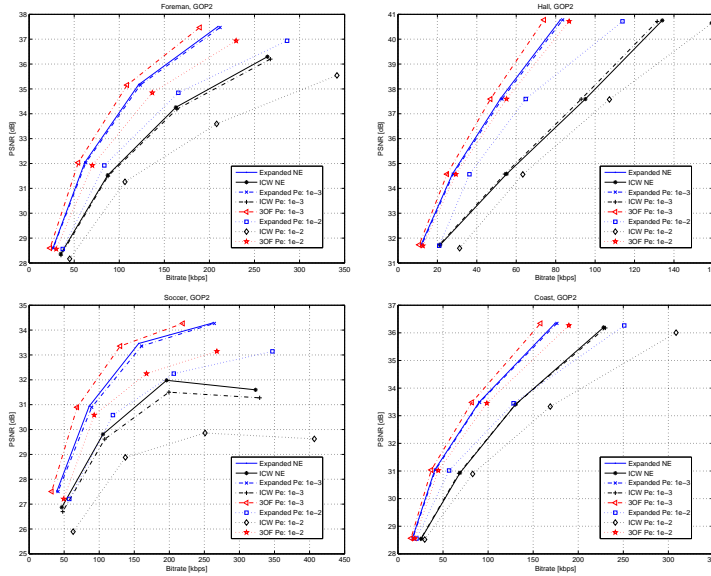 Foreman, GOP2
38
37
36
35
34
33
32
31
30
29
28
PSNR [dB]
0 50 100 150 200 250 300 350
Bitrate [kbps]
Expanded NE
ICW NE
Expanded Pe: 1e−3
ICW Pe: 1e−3
3OF Pe: 1e−3
Expanded Pe: 1e−2
ICW Pe: 1e−2
3OF Pe: 1e−2
Hall, GOP2
41
40
39
38
37
36
35
34
33
32
31
PSNR [dB]
0 20 40 60 80 100 120 140 160
Bitrate [kbps]
Expanded NE
ICW NE
Expanded Pe: 1e−3
ICW Pe: 1e−3
3OF Pe: 1e−3
Expanded Pe: 1e−2
ICW Pe: 1e−2
3OF Pe: 1e−2
Soccer, GOP2
35
34
33
32
31
30
29
28
27
26
25
PSNR [dB]
0 50 100 150 200 250 300 350 400 450
Bitrate [kbps]
Expanded NE
ICW NE
Expanded Pe: 1e−3
ICW Pe: 1e−3
3OF Pe: 1e−3
Expanded Pe: 1e−2
ICW Pe: 1e−2
3OF Pe: 1e−2
Coast, GOP2
37
36
35
34
33
32
31
30
29
28
PSNR [dB]
0 50 100 150 200 250 300
Bitrate [kbps]
Expanded NE
ICW NE
Expanded Pe: 1e−3
ICW Pe: 1e−3
3OF Pe: 1e−3
Expanded Pe: 1e−2
ICW Pe: 1e−2
3OF Pe: 1e−2